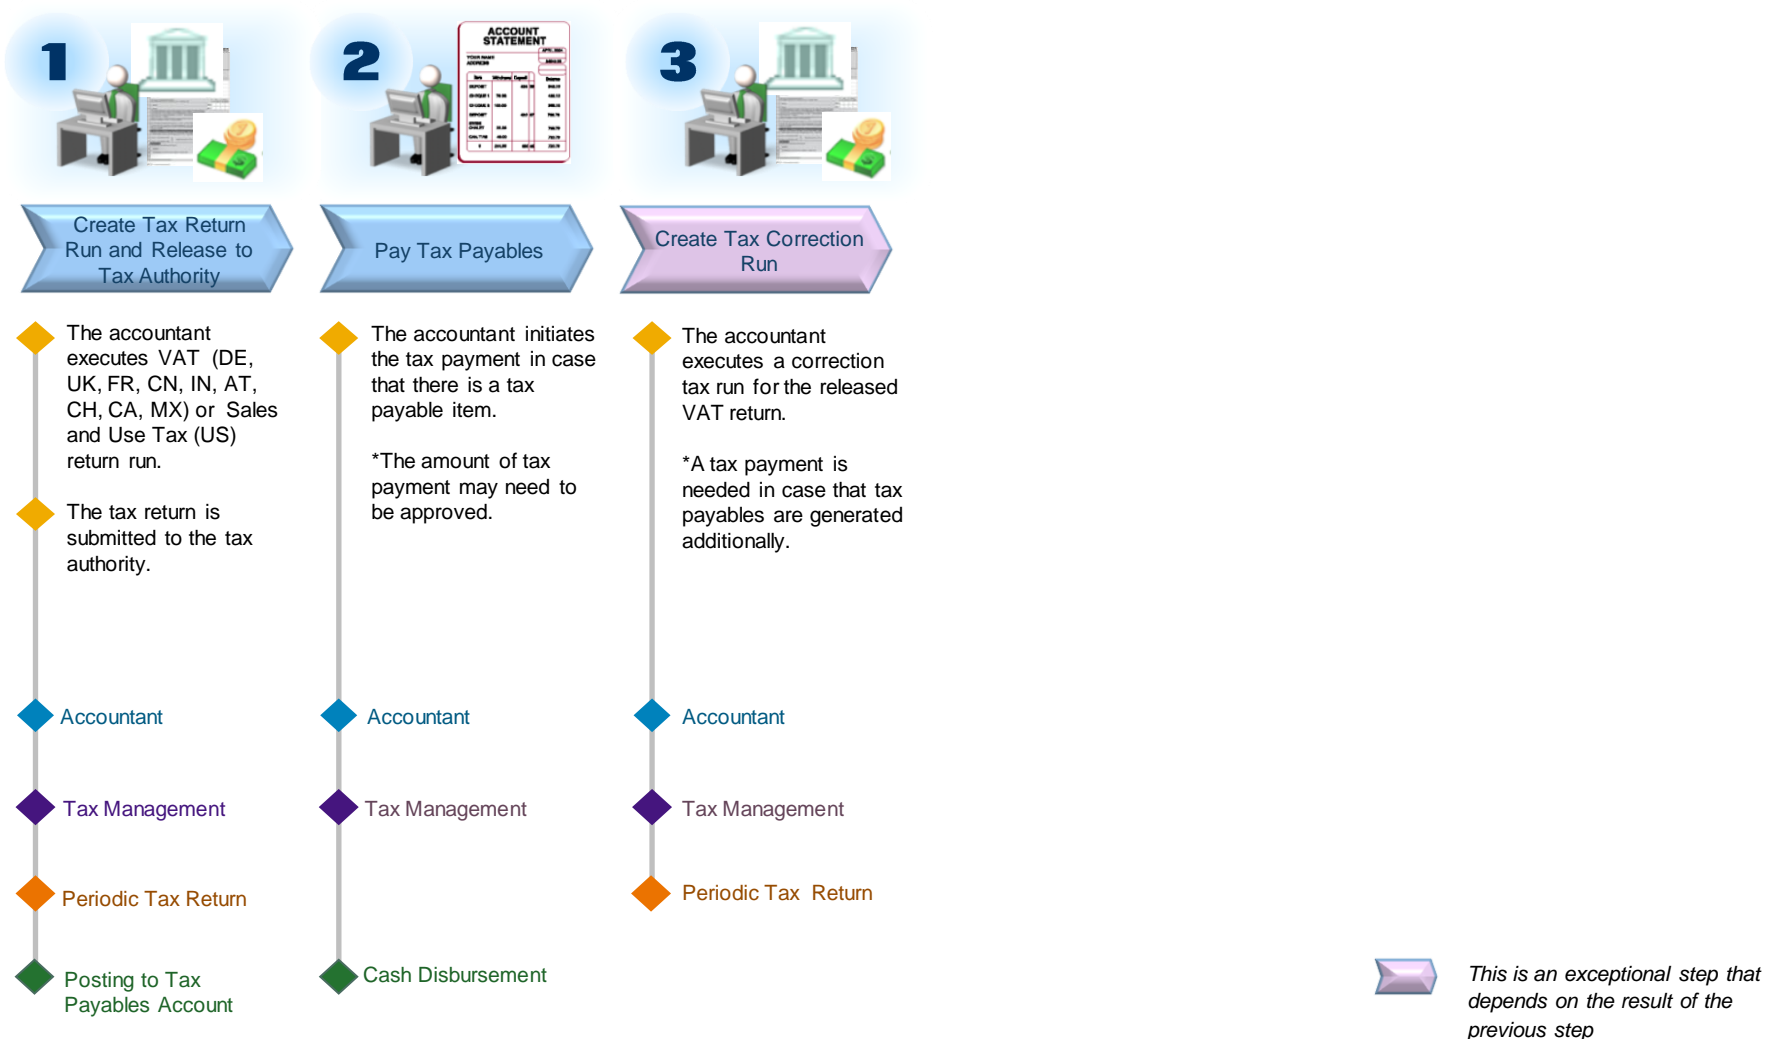 1
2
3
ACCOUNT
STATEMENT
YOUR NAME
ADDRESS
Create Tax Return
Run and Release to
Tax Authority
Pay Tax Payables
Create Tax Correction
Run
The accountant
executes VAT (DE,
UK, FR, CN, IN, AT,
CH, CA, MX) or Sales
and Use Tax (US)
return run.
The tax return is
submitted to the tax
authority.
The accountant initiates
the tax payment in case
that there is a tax
payable item.
*The amount of tax
payment may need to
be approved.
The accountant
executes a correction
tax run for the released
VAT return.
*A tax payment is
needed in case that tax
payables are generated
additionally.
Accountant
Accountant
Accountant
Tax Management
Tax Management
Tax Management
Periodic Tax Return
Periodic Tax Return
Posting to Tax
Payables Account
Cash Disbursement
This is an exceptional step that
depends on the result of the
previous step